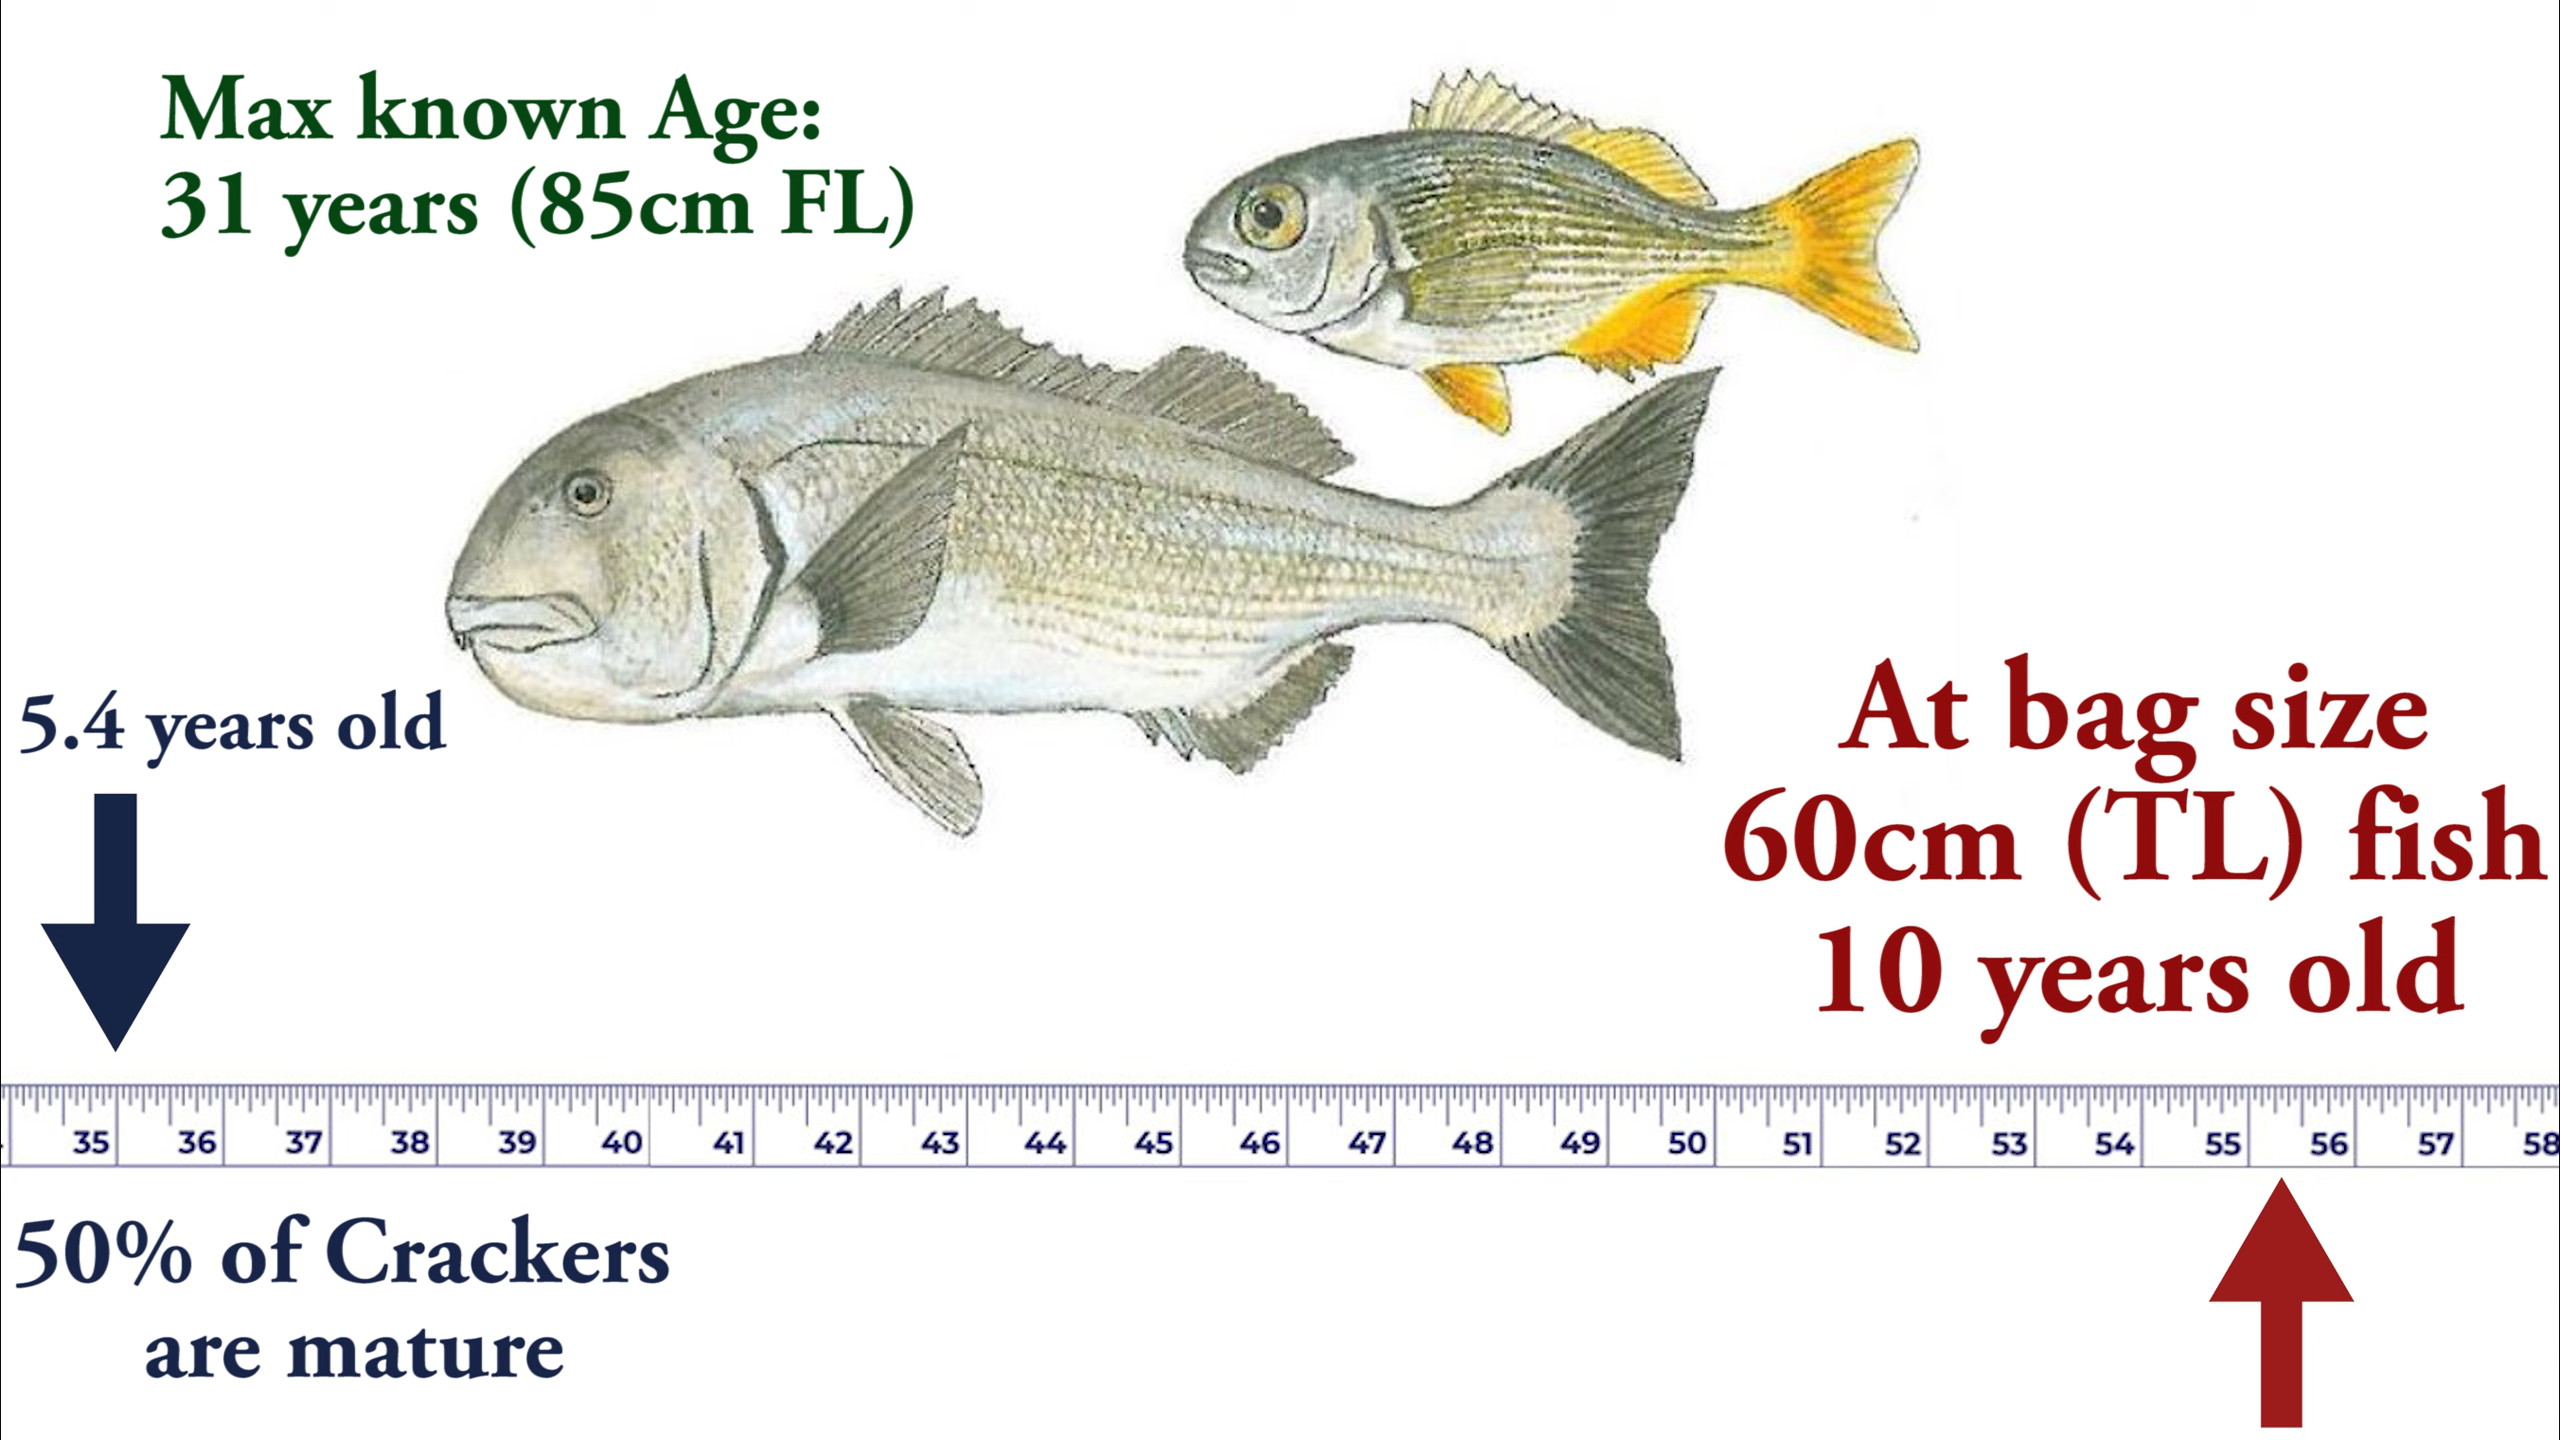 Max known Age:
31 years (85cm FL)
5.4 years old
At bag size
60cm (TL) fish
10 years old
35 36 37 38 39 40 41 42 43 44 45 46 47 48 49 50 51 52 53 54 55 56 57 58
50% of Crackers
are mature